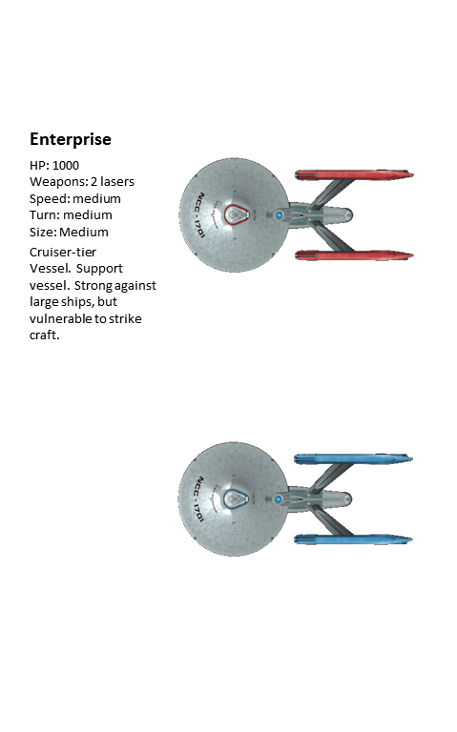 Enterprise
HP: 1000
Weapons: 2 lasers
Speed: medium
Turn: medium
Size: Medium
Cruiser-tier
Vessel. Support
vessel. Strong against
large ships, but
vulnerable to strike
craft.
NCC-1701
NCC-1701